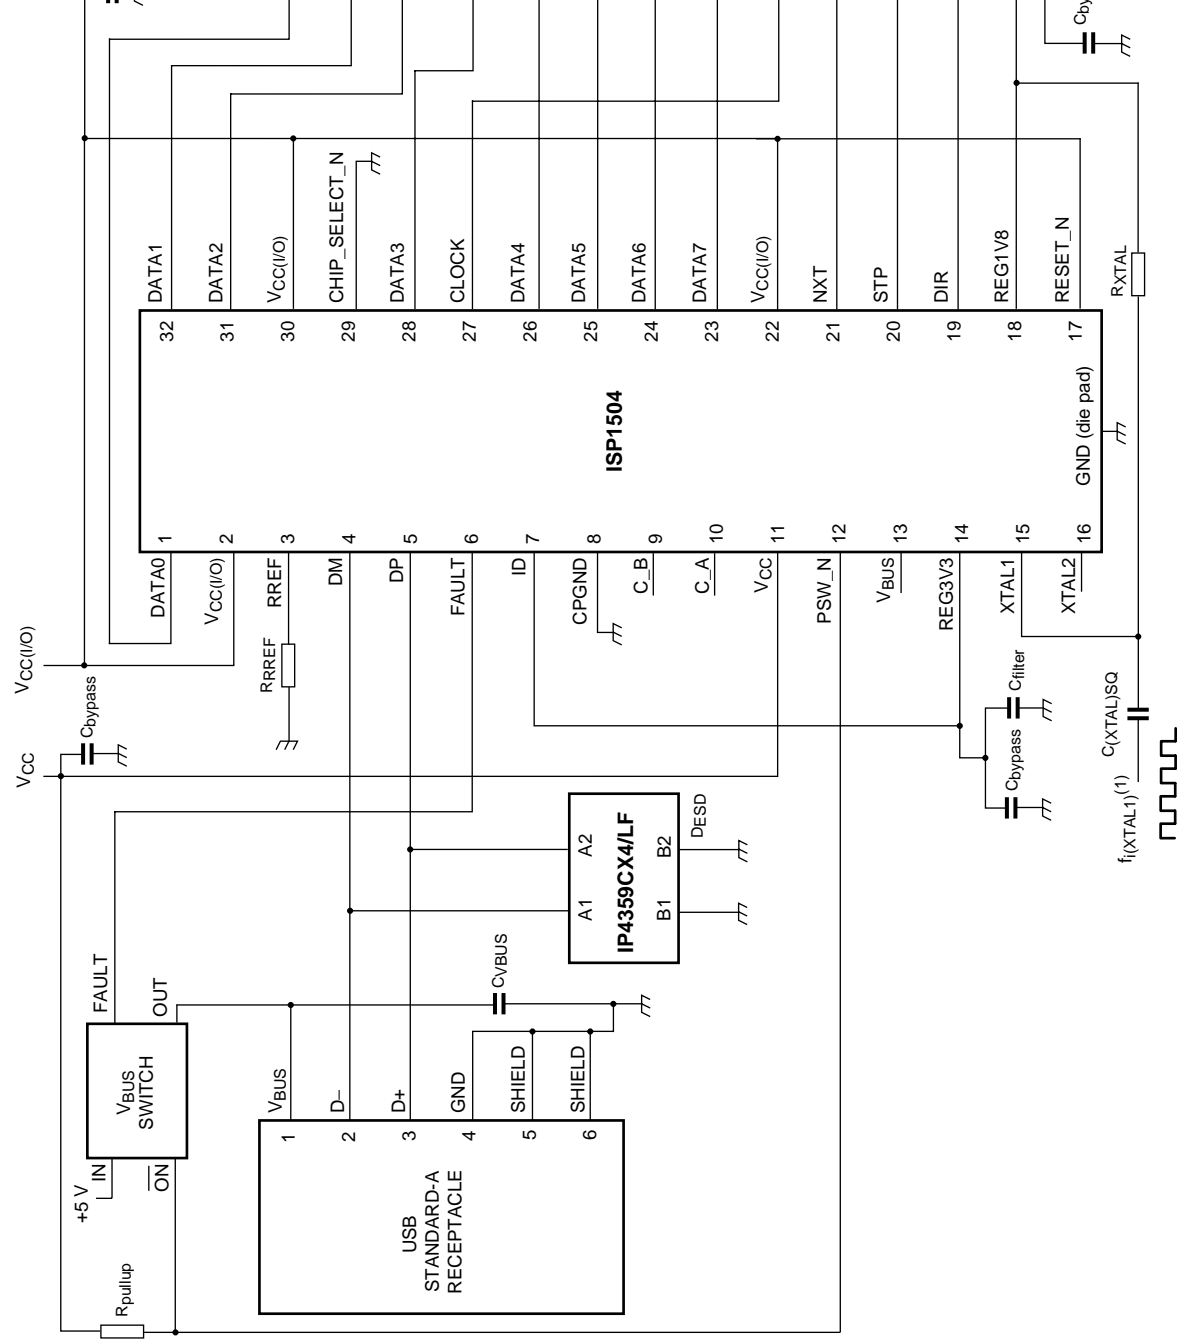 Cby
VCC(I/O)
VCC
Cbypass
DATA1
DATA2
VCC(I/O)
CHIP_SELECT_N
DATA3
CLOCK
DATA4
DATA5
DATA6
DATA7
VCC(I/O)
NXT
STP
DIR
REG1V8
RESET_N
RXTAL
32
31
30
29
28
27
26
25
24
23
22
21
20
19
18
17
ISP1504
GND (die pad)
1
2
3
4
5
6
7
8
9
10
11
12
13
14
15
16
DATA0
VCC(I/O)
RREF
DM
DP
FAULT
ID
CPGND
C_B
C_A
VCC
PSW_N
VBUS
REG3V3
XTAL1
XTAL2
RRREF
Cfilter
Cbypass
C(XTAL)SQ
fi(XTAL1)(1)
A1
A2
IP4359CX4/LF
B1
B2
DESD
FAULT
OUT
VBUS
SWITCH
IN
ON
+5 V
Rpullup
CVBUS
VBUS
D−
D+
GND
SHIELD
SHIELD
1
2
3
4
5
6
USB
STANDARD-A
RECEPTACLE